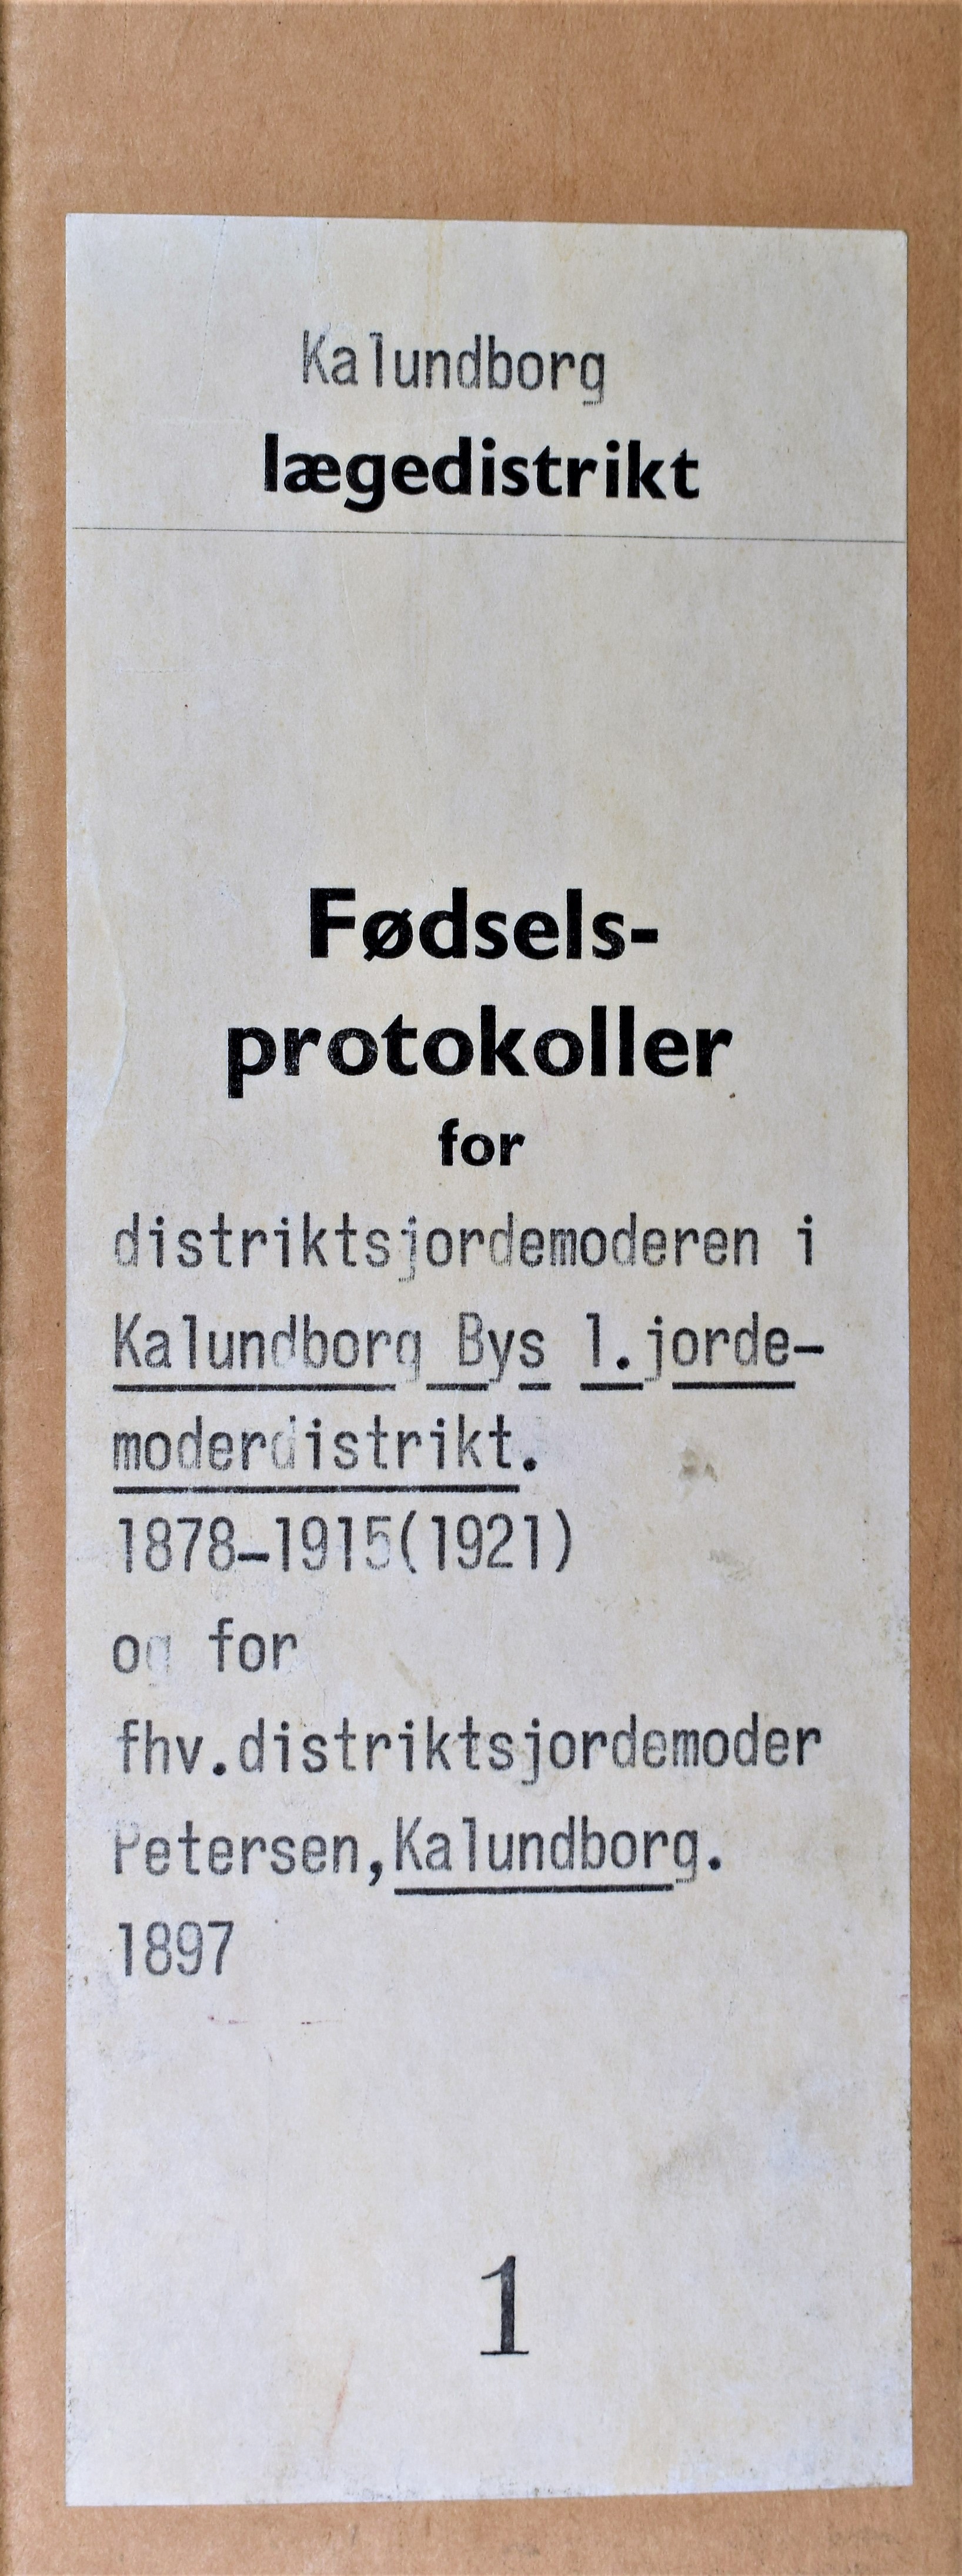 Kalundborg
lægedistrikt
Fødsels-
protokoller
for
distriktsjordemoderen i
Kalundborg Bys 1.jorde-
moderdistrikt.
1878-1915(1921)
og for
fhv.distriktsjordemoder
Petersen,Kalundborg.
1897
1